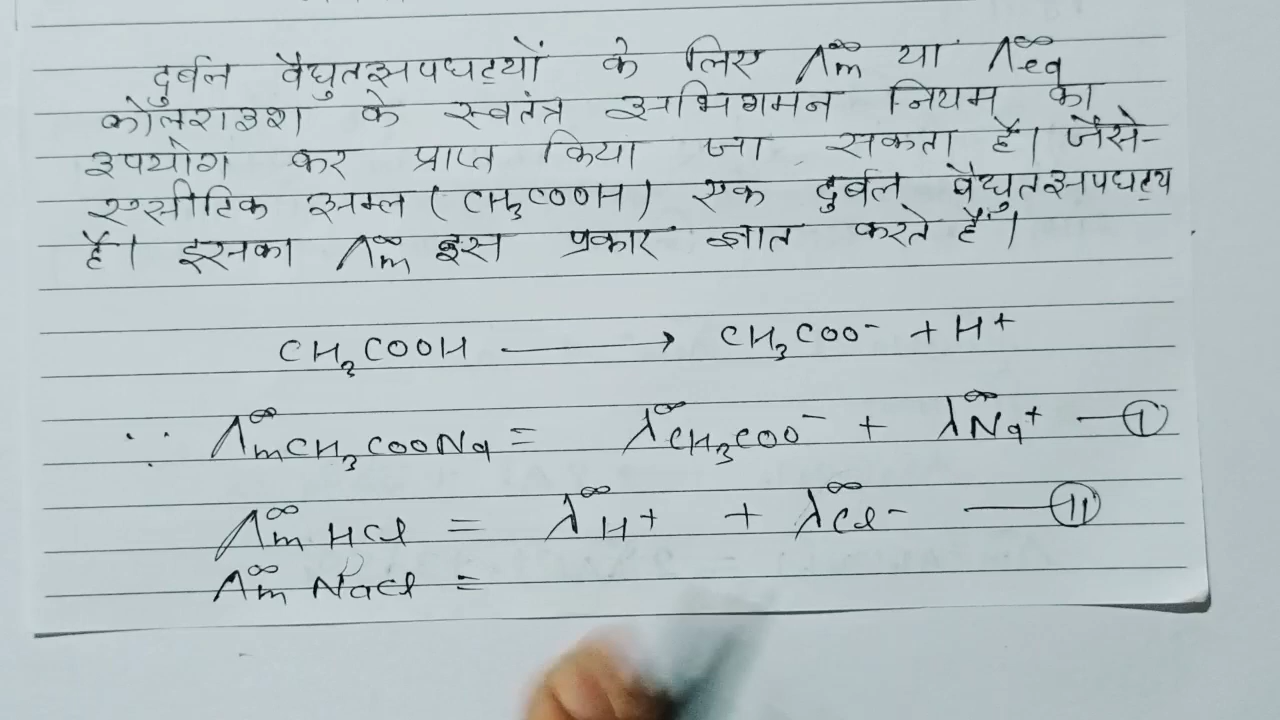 दुर्बल वैधुतअपघट्यों के लिए Λ∞m या Λ∞eq
कोलराउश के स्वतंत्र अभिगमन नियम का
उपयोग कर प्राप्त किया जा सकता है। जैसे-
एसीटिक अम्ल (CH₃COOH) एक दुर्बल वैधुतअपघट्य
है। इसका Λ∞m इस प्रकार ज्ञात करते हैं।
CH₃COOH ⟶ CH₃COO⁻ + H⁺
∵ Λ∞mCH₃COONa = λ∞CH₃COO⁻ + λ∞Na⁺ — Ⓘ
Λ∞m HCl = λ∞H⁺ + λ∞Cl⁻ — (II)
Λ∞m NaCl =